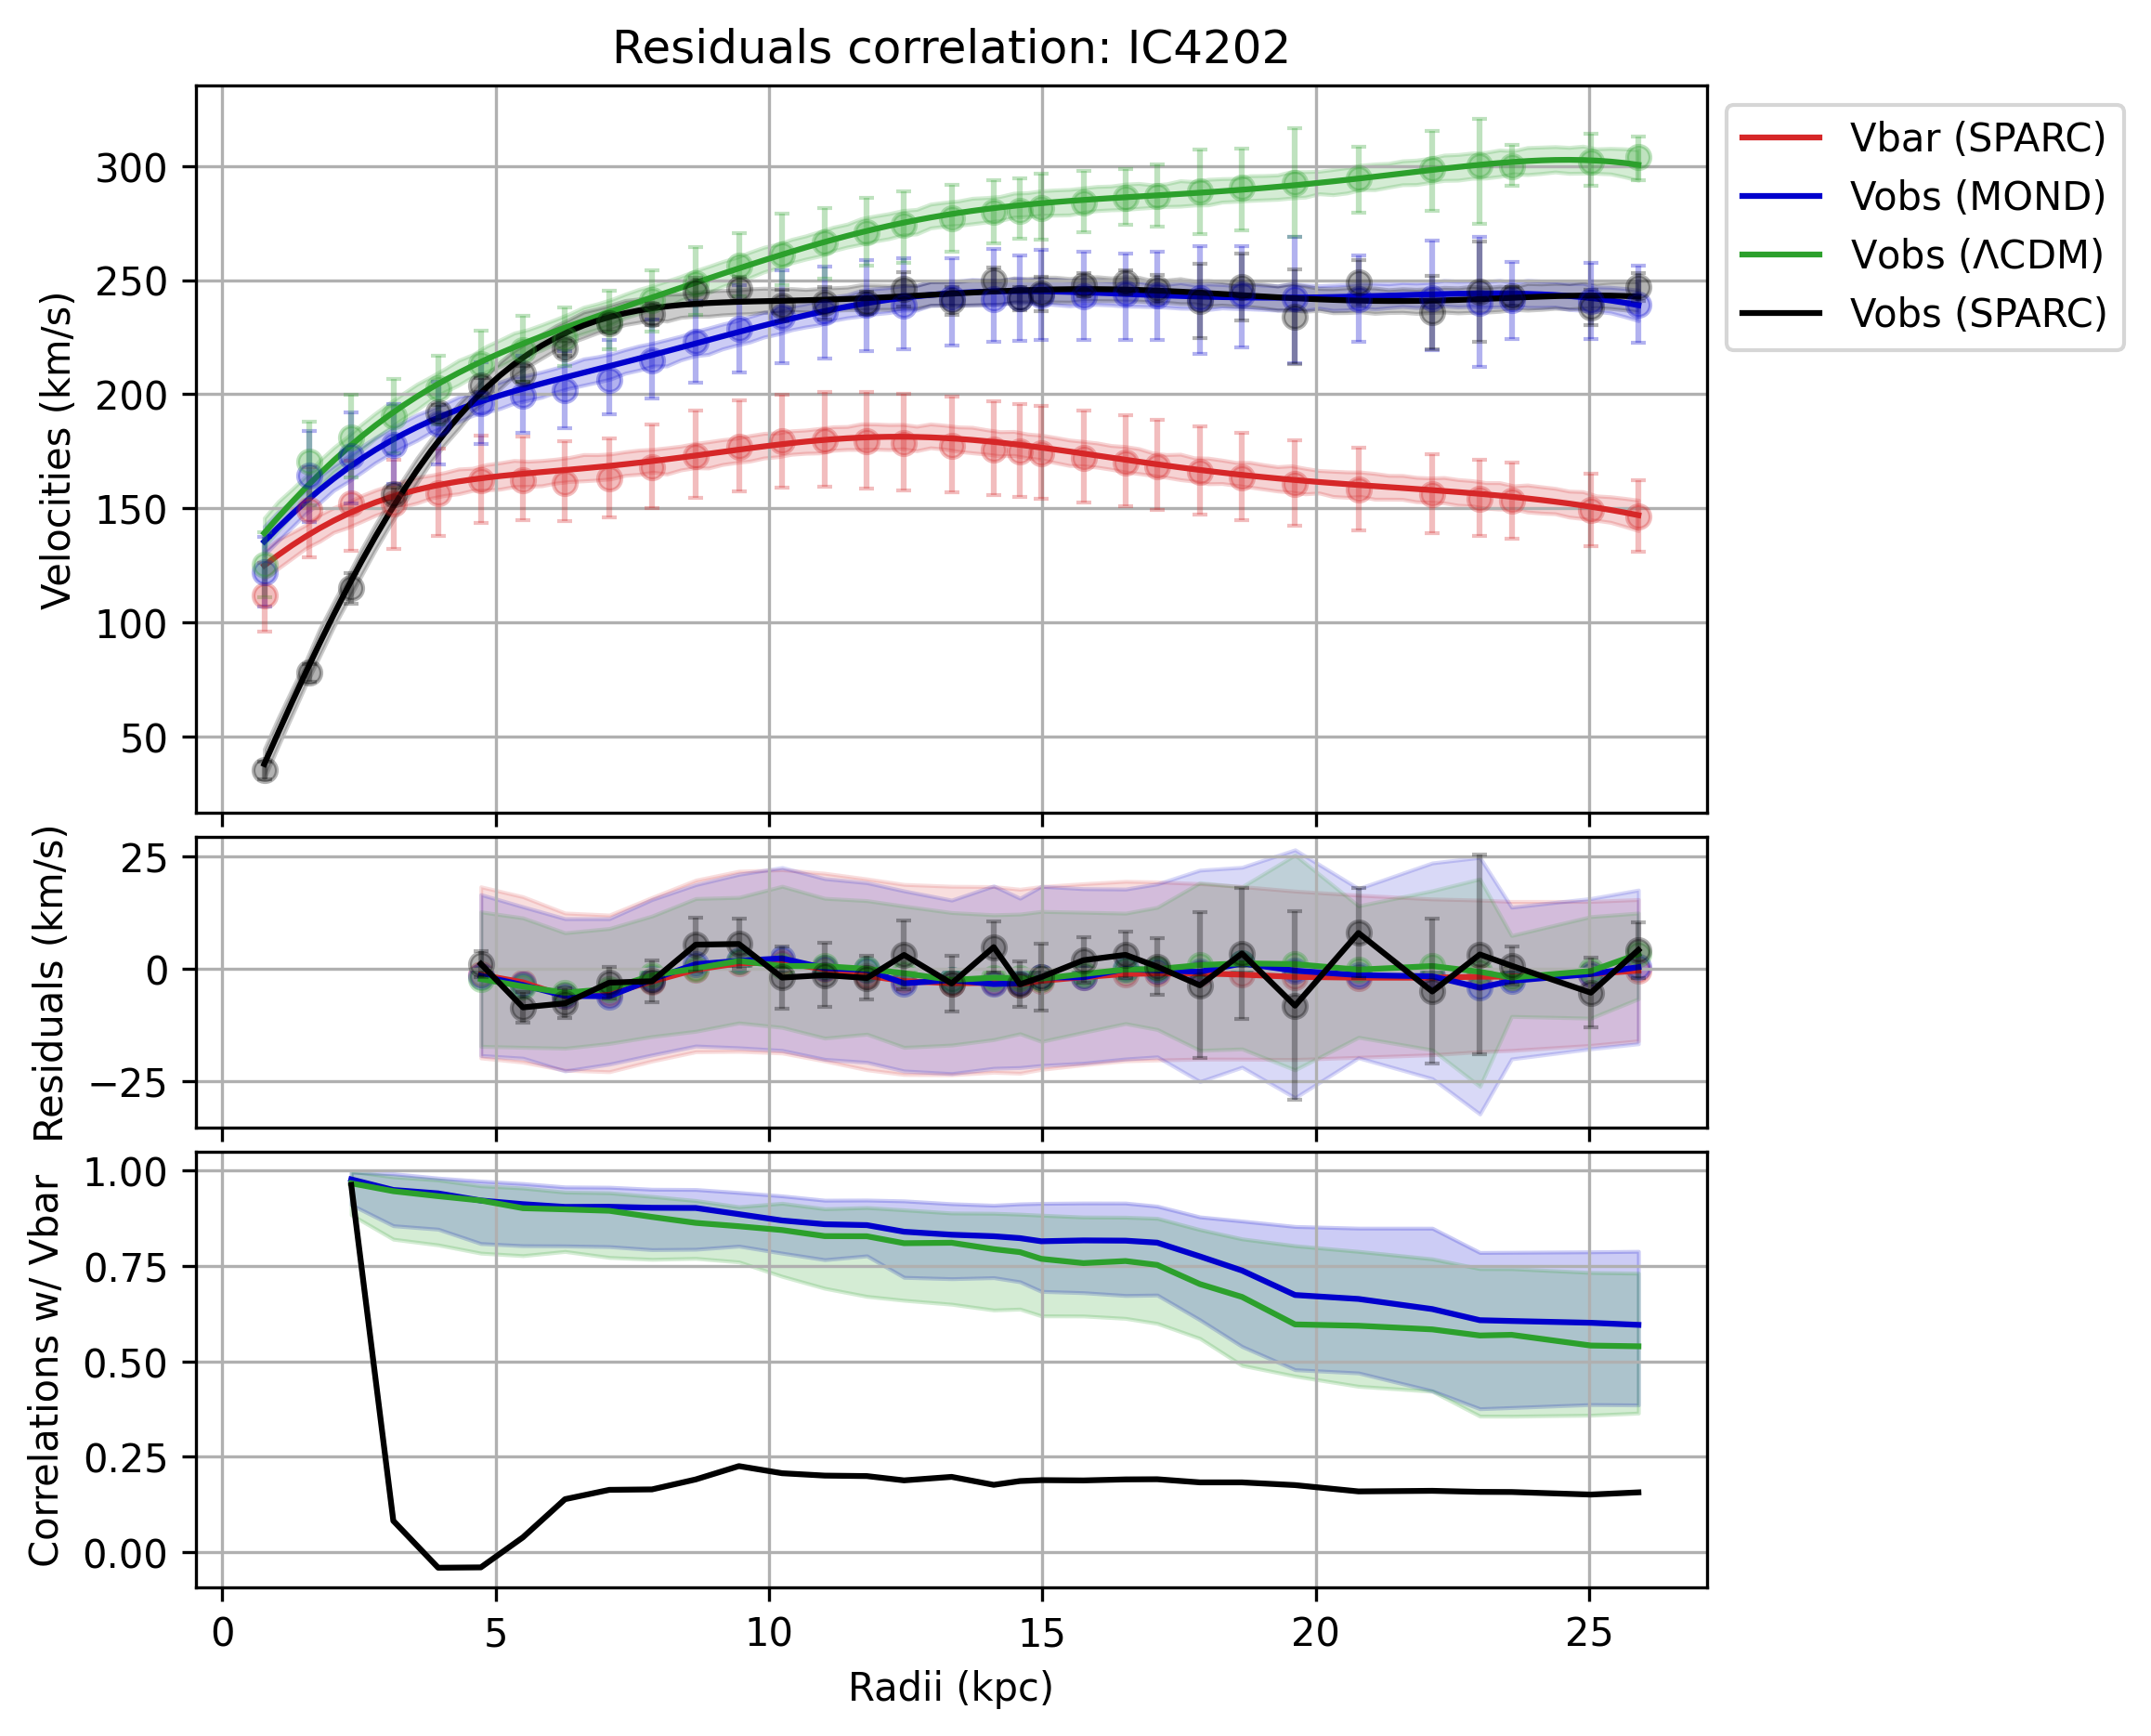 Residuals correlation: IC4202
Velocities (km/s)
300
250
200
150
100
50
Vbar (SPARC)
Vobs (MOND)
Vobs (ΛCDM)
Vobs (SPARC)
Residuals (km/s)
25
0
−25
Correlations w/ Vbar
1.00
0.75
0.50
0.25
0.00
0 5 10 15 20 25
Radii (kpc)